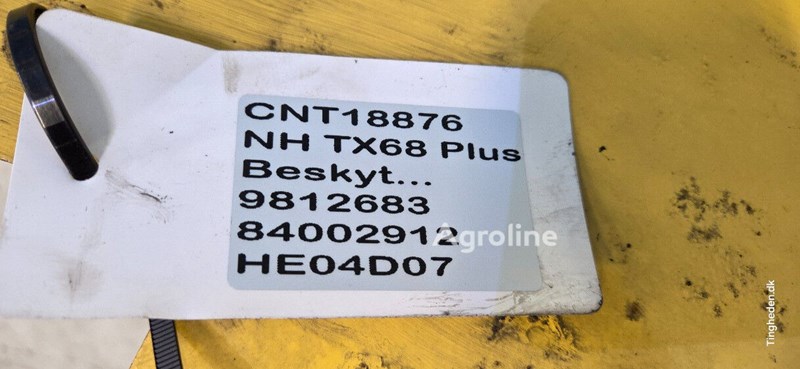 CNT18876
NH TX68 Plus
Beskyt...
9812683
84002912
HE04D07
Agroline
Tingheden.dk